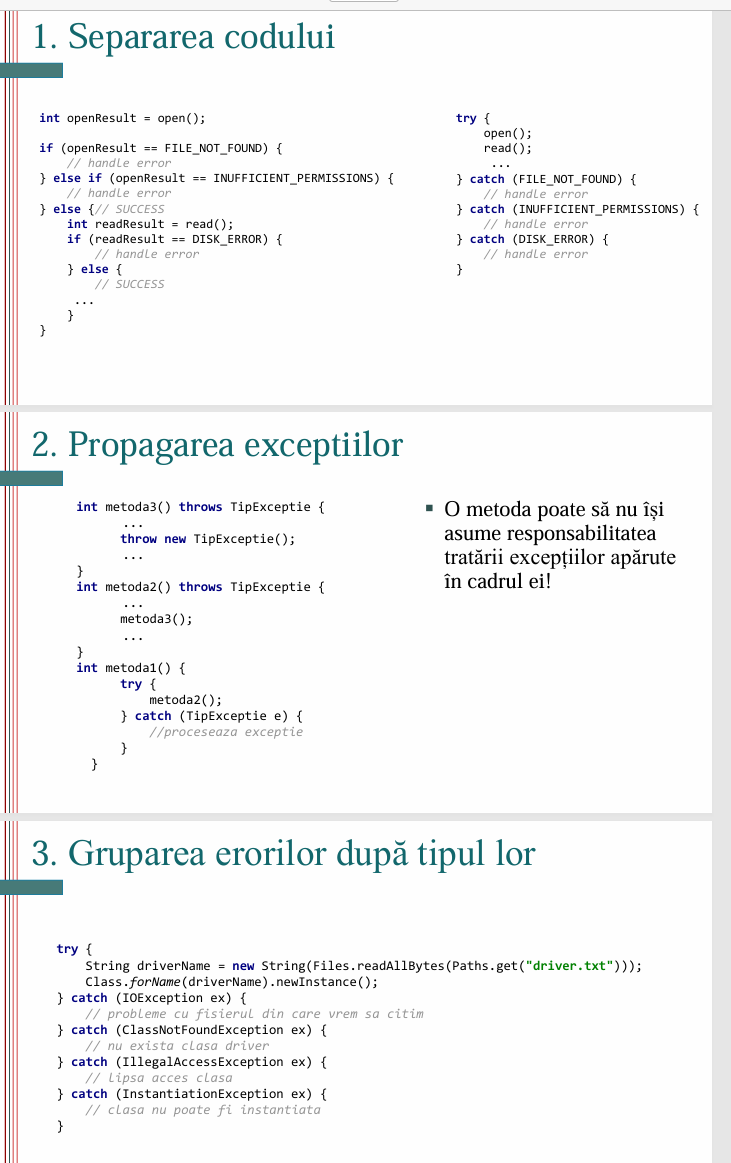 1. Separarea codului
int openResult = open();
if (openResult == FILE_NOT_FOUND) {
// handle error
} else if (openResult == INUFFICIENT_PERMISSIONS) {
// handle error
} else {// SUCCESS
int readResult = read();
if (readResult == DISK_ERROR) {
// handle error
} else {
// SUCCESS
...
}
}
try {
open();
read();
...
} catch (FILE_NOT_FOUND) {
// handle error
} catch (INUFFICIENT_PERMISSIONS) {
// handle error
} catch (DISK_ERROR) {
// handle error
}
2. Propagarea exceptiilor
int metoda3() throws TipExceptie {
...
throw new TipExceptie();
...
}
int metoda2() throws TipExceptie {
...
metoda3();
...
}
int metoda1() {
try {
metoda2();
} catch (TipExceptie e) {
//proceseaza exceptie
}
}
▪ O metoda poate să nu își
asume responsabilitatea
tratării excepțiilor apărute
în cadrul ei!
3. Gruparea erorilor după tipul lor
try {
String driverName = new String(Files.readAllBytes(Paths.get("driver.txt")));
Class.forName(driverName).newInstance();
} catch (IOException ex) {
// probleme cu fisierul din care vrem sa citim
} catch (ClassNotFoundException ex) {
// nu exista clasa driver
} catch (IllegalAccessException ex) {
// lipsa acces clasa
} catch (InstantiationException ex) {
// clasa nu poate fi instantiata
}